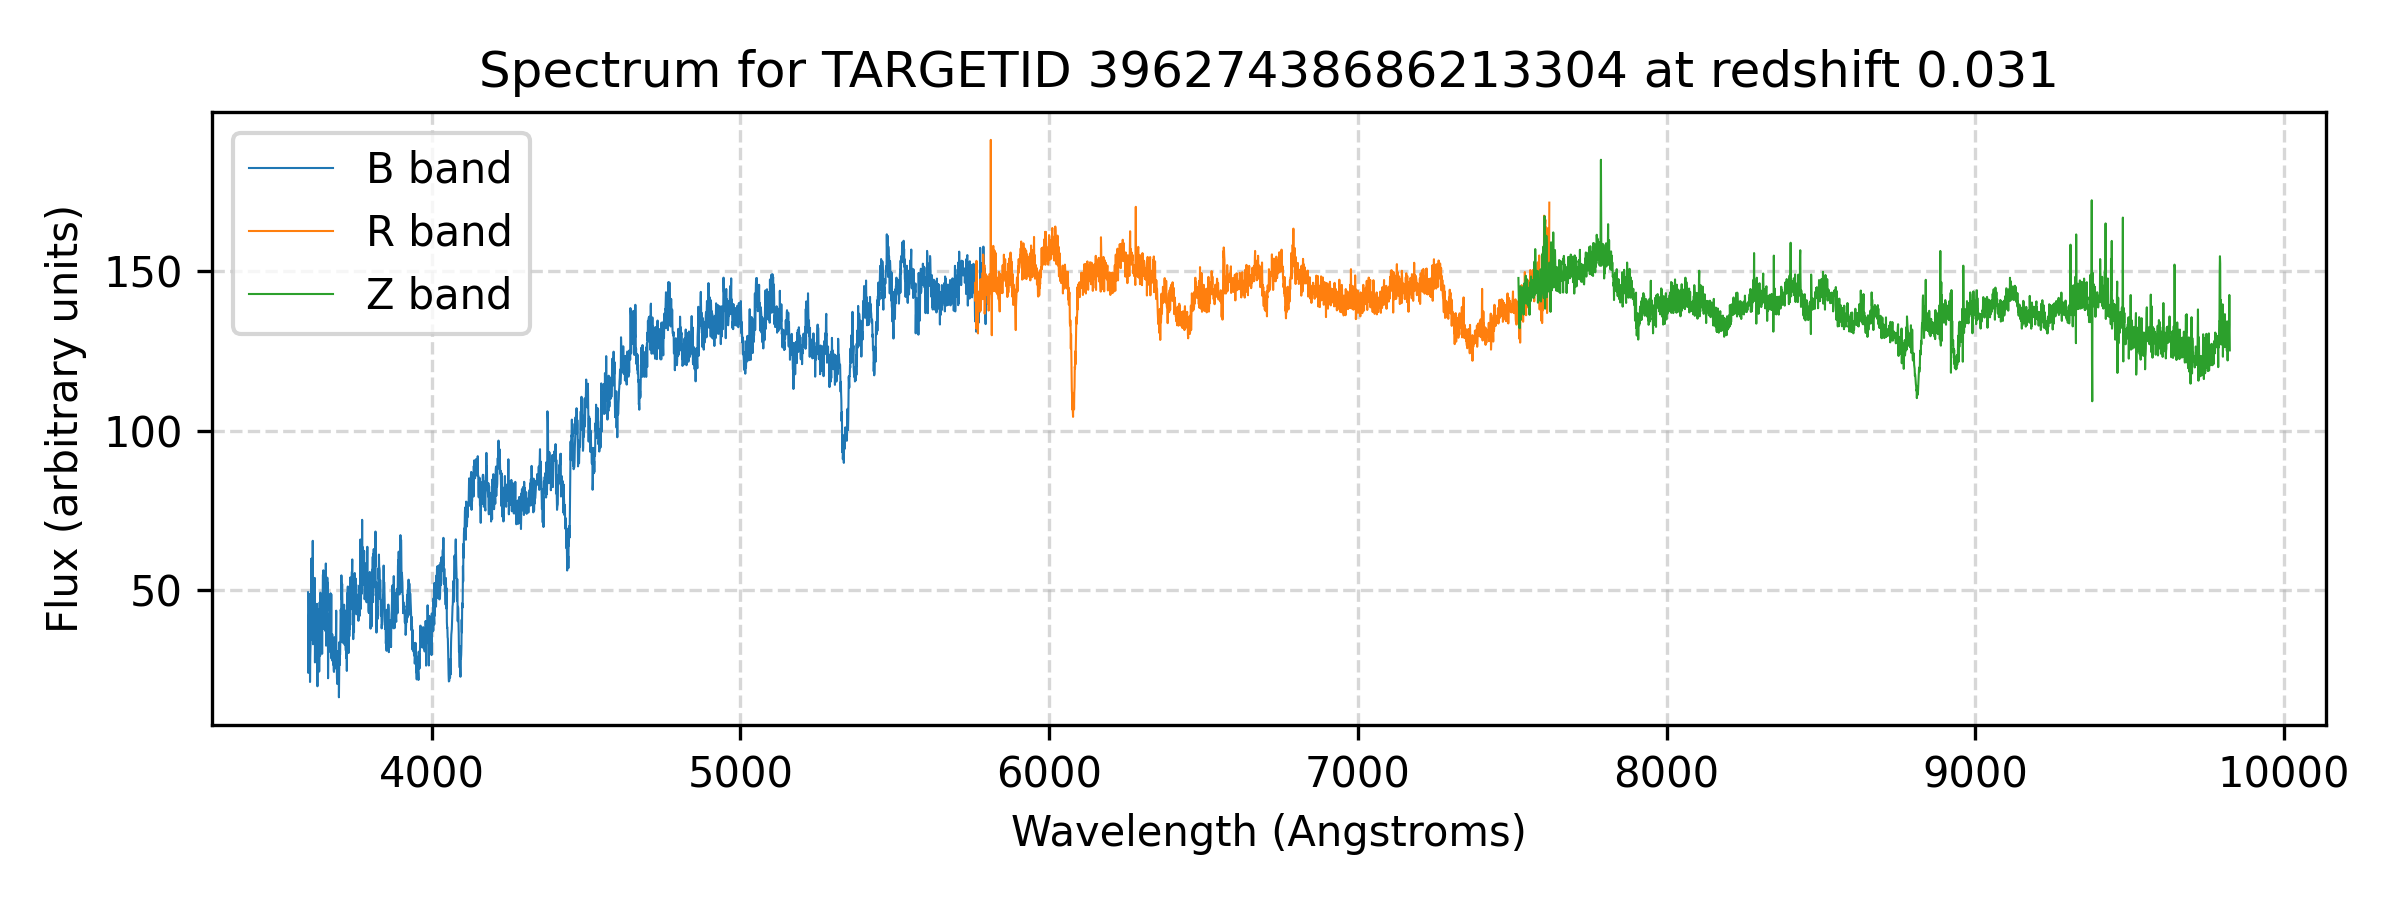 Spectrum for TARGETID 39627438686213304 at redshift 0.031
B band
R band
Z band
Flux (arbitrary units)
150
100
50
4000 5000 6000 7000 8000 9000 10000
Wavelength (Angstroms)